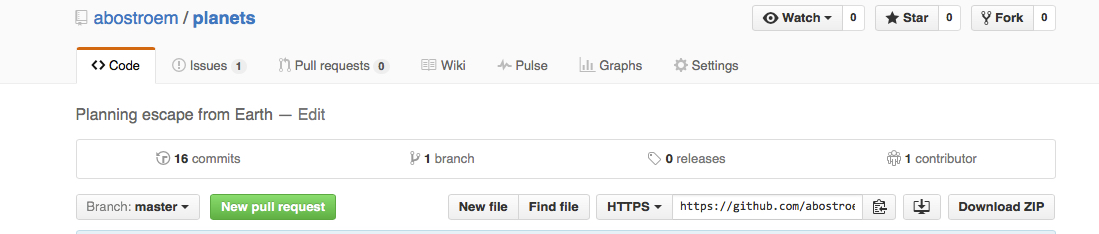 abostroem / planets Watch 0 Star 0 Fork 0
Code Issues 1 Pull requests 0 Wiki Pulse Graphs Settings
Planning escape from Earth — Edit
16 commits 1 branch 0 releases 1 contributor
Branch: master New pull request New file Find file HTTPS https://github.com/abostroe Download ZIP